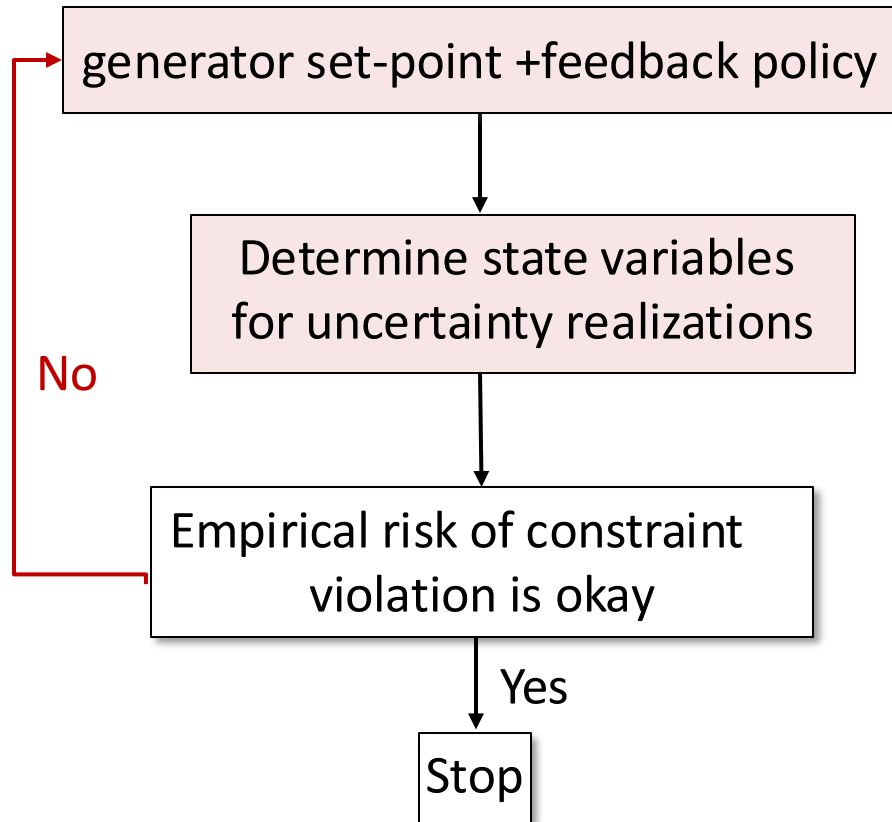 generator set-point +feedback policy
Determine state variables
for uncertainty realizations
No
Empirical risk of constraint
violation is okay
Yes
Stop